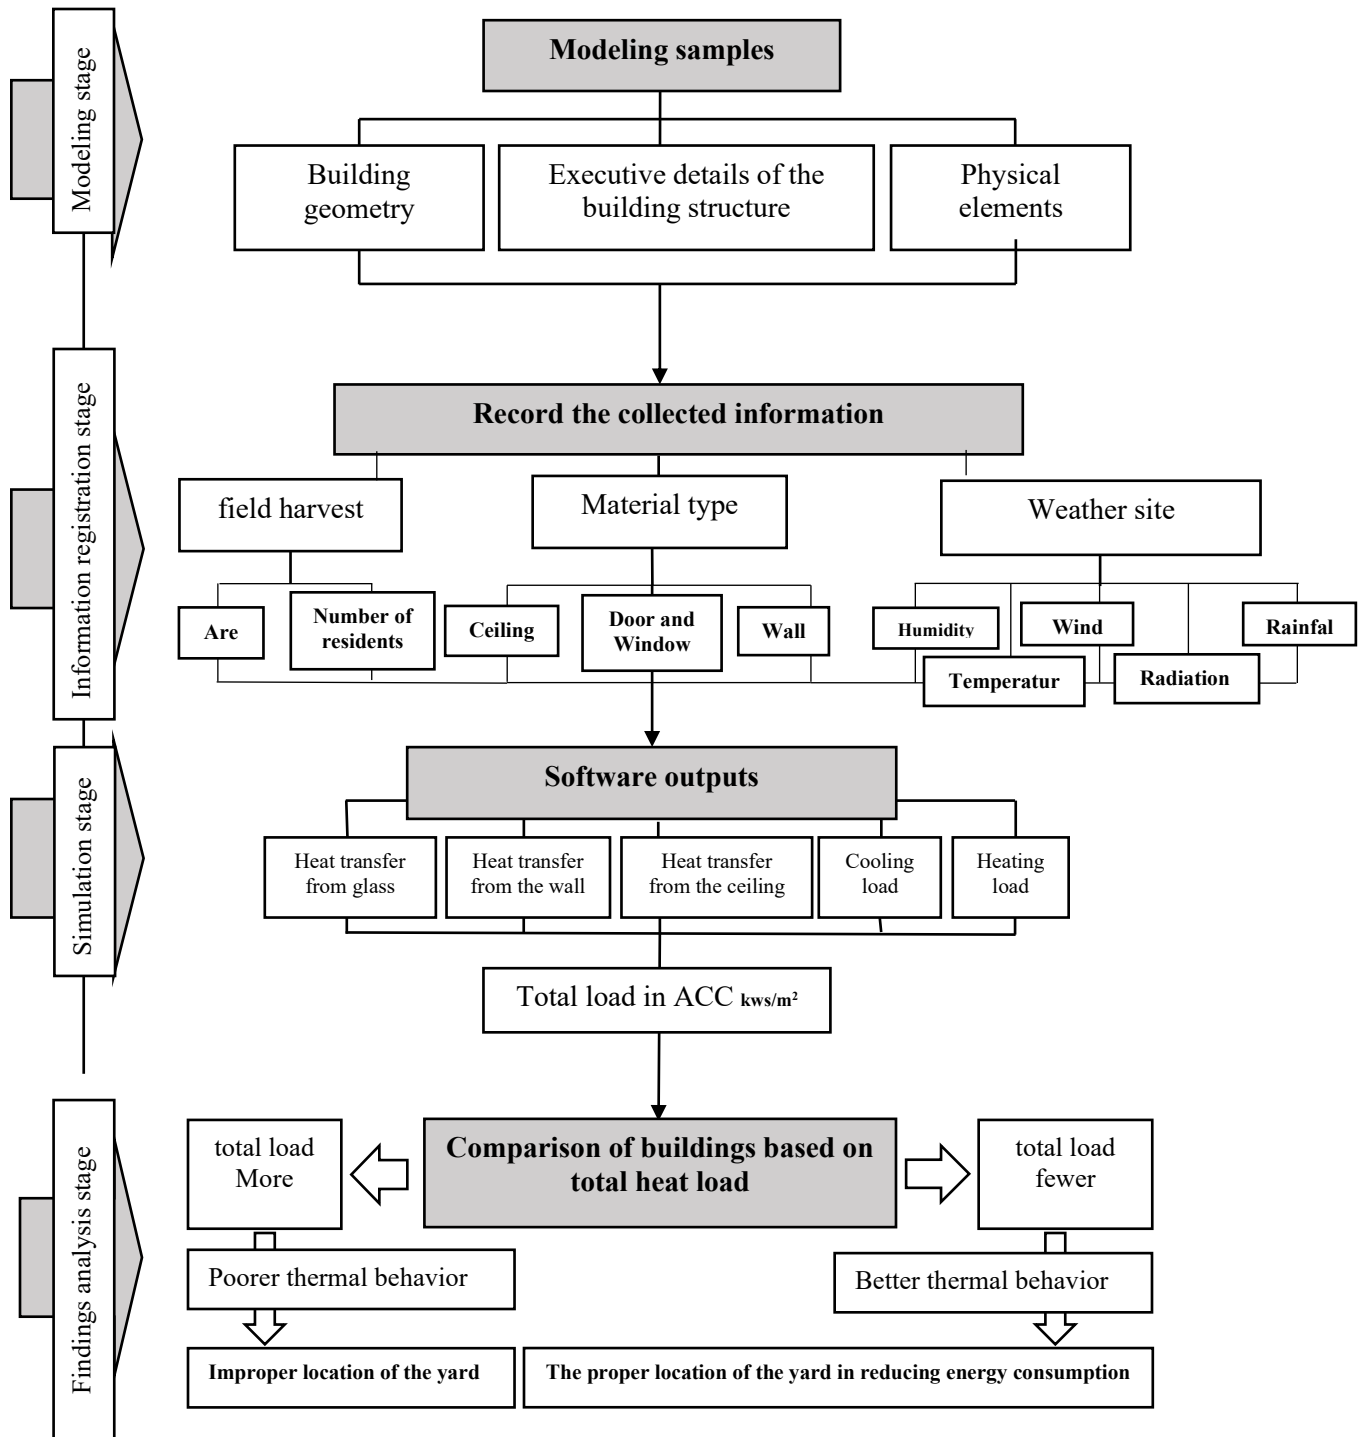 Modeling stage
Modeling samples
Building
geometry
Executive details of the
building structure
Physical
elements
Information registration stage
Record the collected information
field harvest
Material type
Weather site
Are
Number of
residents
Ceiling
Door and
Window
Wall
Humidity
Wind
Rainfal
Temperatur
Radiation
Simulation stage
Software outputs
Heat transfer
from glass
Heat transfer
from the wall
Heat transfer
from the ceiling
Cooling
load
Heating
load
Total load in ACC kws/m²
Findings analysis stage
total load
More
Comparison of buildings based on
total heat load
total load
fewer
Poorer thermal behavior
Better thermal behavior
Improper location of the yard
The proper location of the yard in reducing energy consumption